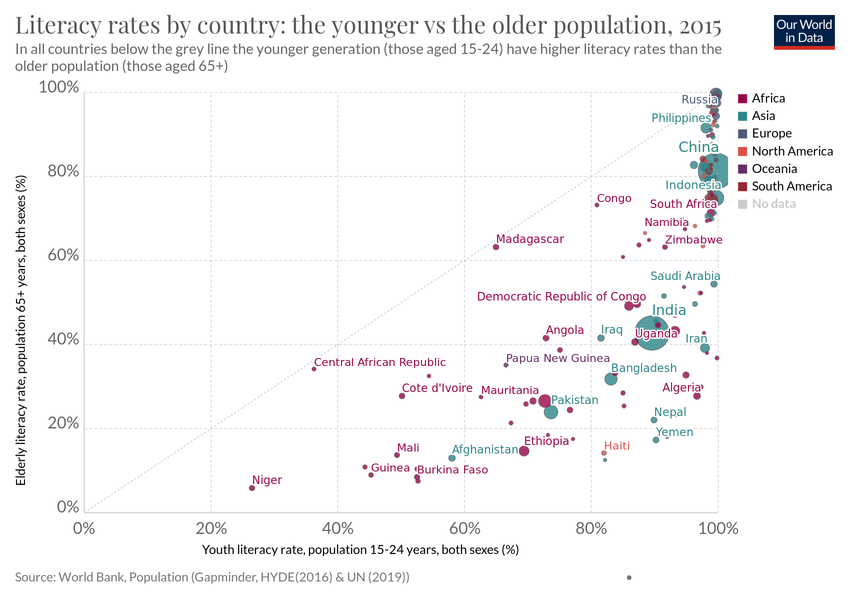 Literacy rates by country: the younger vs the older population, 2015
Our World
in Data
In all countries below the grey line the younger generation (those aged 15-24) have higher literacy rates than the
older population (those aged 65+)
100%
80%
60%
40%
20%
0%
Elderly literacy rate, population 65+ years, both sexes (%)
Russia
Philippines
China
Indonesia
Congo
South Africa
Namibia
Madagascar
Zimbabwe
Saudi Arabia
Democratic Republic of Congo
India
Angola
Iraq
Uganda
Iran
Central African Republic
Papua New Guinea
Bangladesh
Cote d'Ivoire
Mauritania
Algeria
Pakistan
Nepal
Yemen
Ethiopia
Mali
Afghanistan
Haiti
Guinea
Burkina Faso
Niger
0%
20%
40%
60%
80%
100%
Youth literacy rate, population 15-24 years, both sexes (%)
Africa
Asia
Europe
North America
Oceania
South America
No data
Source: World Bank, Population (Gapminder, HYDE(2016) & UN (2019))